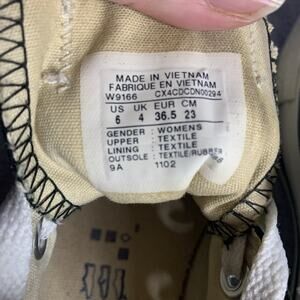 MADE IN VIETNAM
FABRIQUE EN VIETNAM
W9166 CX4CDCDN00294
US UK EUR CM
6 4 36.5 23
GENDER : WOMENS
UPPER : TEXTILE
LINING : TEXTILE
OUTSOLE : TEXTILE/RUBBER
9A 1102